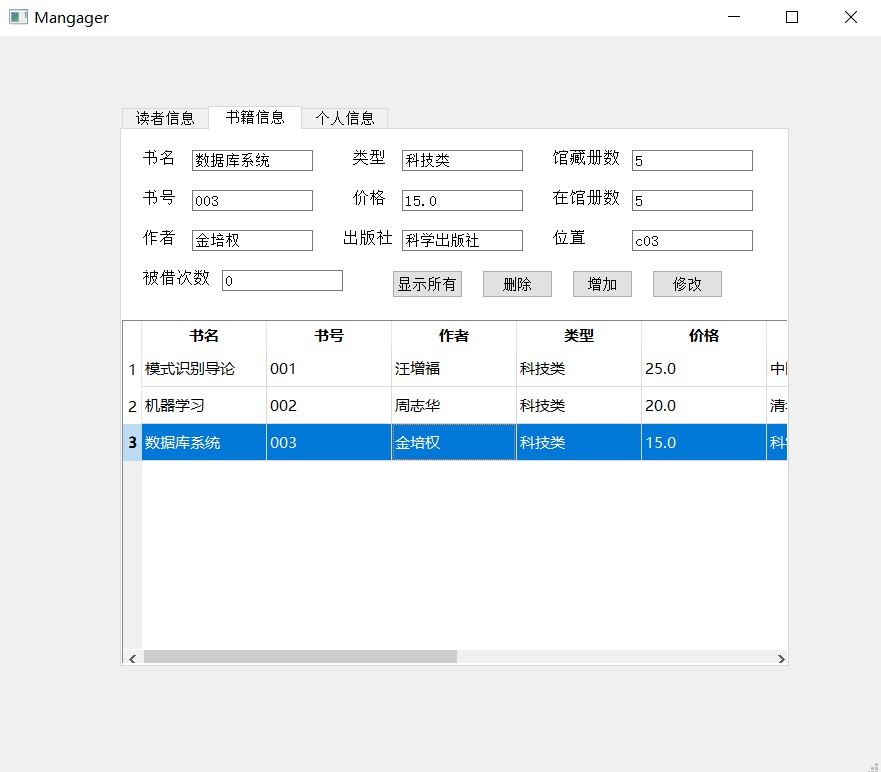 Mangager
读者信息 书籍信息 个人信息
书名 数据库系统 类型 科技类 馆藏册数 5
书号 003 价格 15.0 在馆册数 5
作者 金培权 出版社 科学出版社 位置 c03
被借次数 0 显示所有 删除 增加 修改
书名 书号 作者 类型 价格
1 模式识别导论 001 汪增福 科技类 25.0
2 机器学习 002 周志华 科技类 20.0
3 数据库系统 003 金培权 科技类 15.0